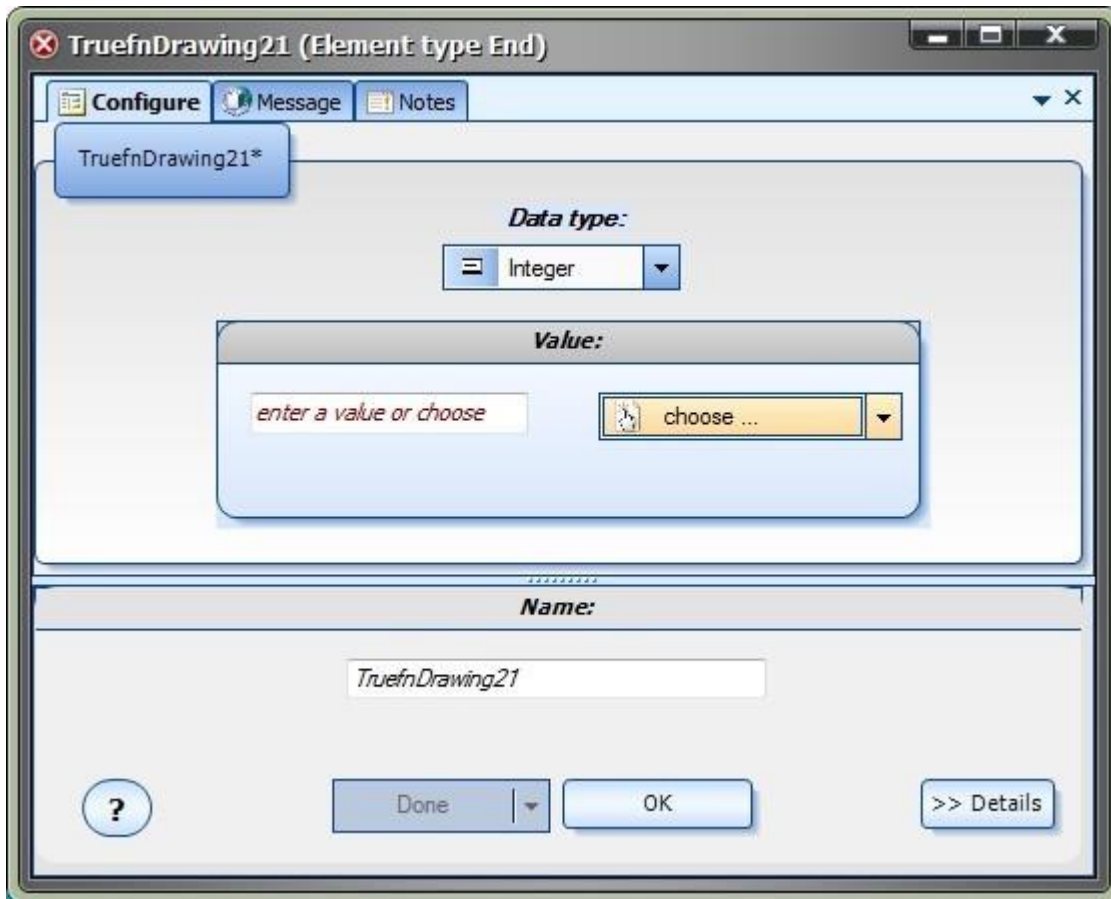 TruefnDrawing21 (Element type End)
Configure Message Notes
TruefnDrawing21*
Data type:
Integer
Value:
enter a value or choose
choose ...
Name:
TruefnDrawing21
? Done OK >> Details